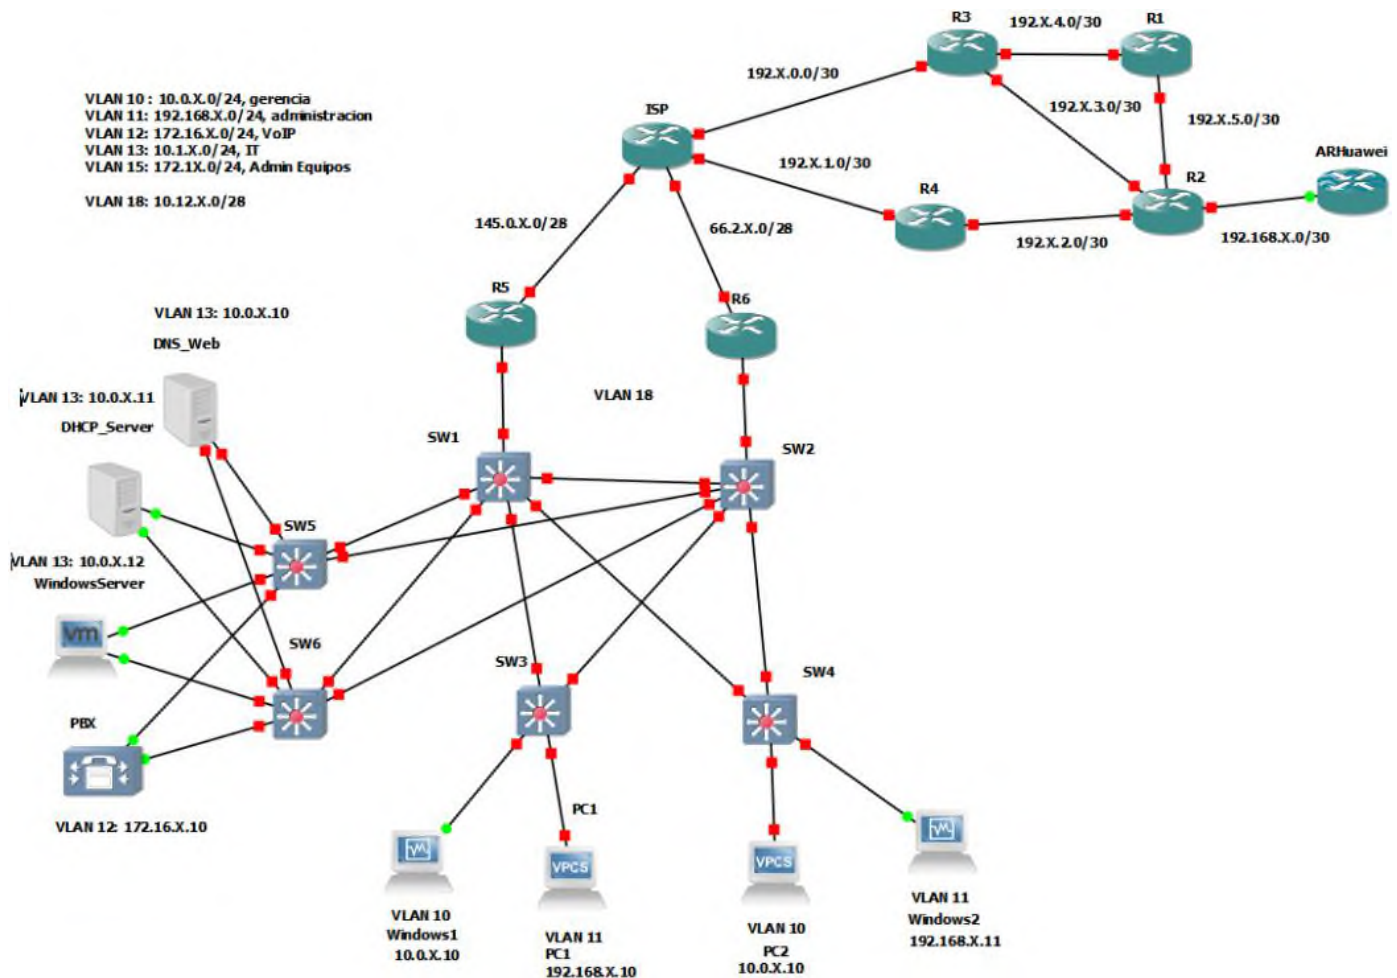 R3
192.X.4.0/30
R1
192.X.0.0/30
VLAN 10 : 10.0.X.0/24, gerencia
VLAN 11: 192.168.X.0/24, administracion
VLAN 12: 172.16.X.0/24, VoIP
VLAN 13: 10.1.X.0/24, IT
VLAN 15: 172.1X.0/24, Admin Equipos
VLAN 18: 10.12.X.0/28
ISP
192.X.3.0/30
192.X.5.0/30
ARHuawei
192.X.1.0/30
R2
R4
145.0.X.0/28
66.2.X.0/28
192.X.2.0/30
192.168.X.0/30
R5
R6
VLAN 13: 10.0.X.10
DNS_Web
VLAN 13: 10.0.X.11
DHCP_Server
VLAN 18
SW1
SW2
SW5
VLAN 13: 10.0.X.12
WindowsServer
vm
SW6
SW3
SW4
PBX
VLAN 12: 172.16.X.10
PC1
VPCS
VPCS
VLAN 10
Windows1
10.0.X.10
VLAN 11
PC1
192.168.X.10
VLAN 10
PC2
10.0.X.10
VLAN 11
Windows2
192.168.X.11